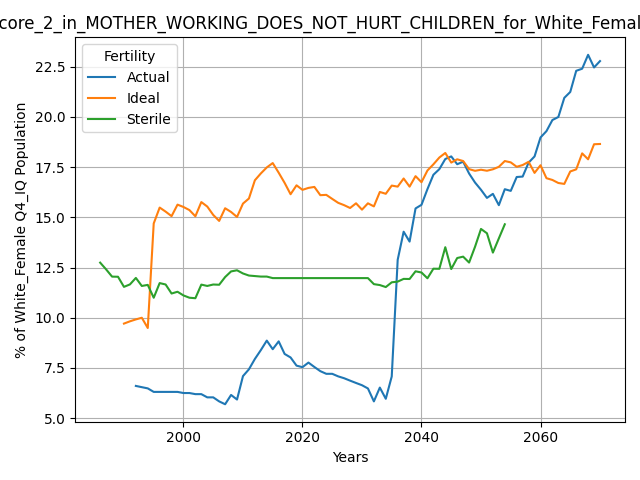 core_2_in_MOTHER_WORKING_DOES_NOT_HURT_CHILDREN_for_White_Femal
Fertility
Actual
Ideal
Sterile
% of White_Female Q4_IQ Population
22.5
20.0
17.5
15.0
12.5
10.0
7.5
5.0
2000
2020
2040
2060
Years